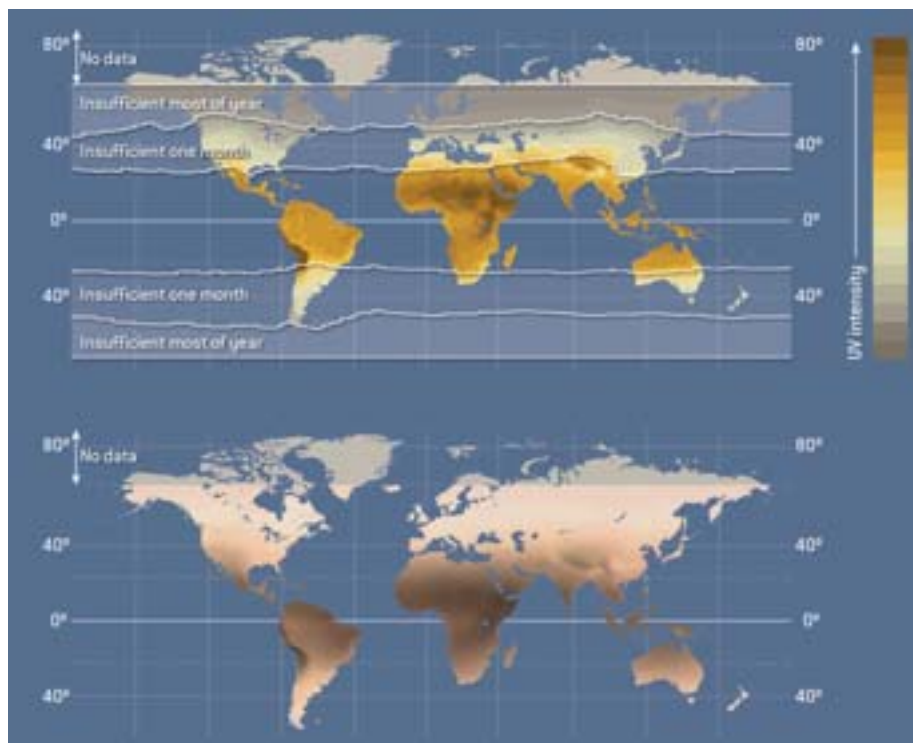 80° 80°
No data
Insufficient most of year
40° 40°
Insufficient one month
0° 0°
40° 40°
Insufficient one month
Insufficient most of year
UV intensity
80° 80°
No data
40° 40°
0° 0°
40° 40°